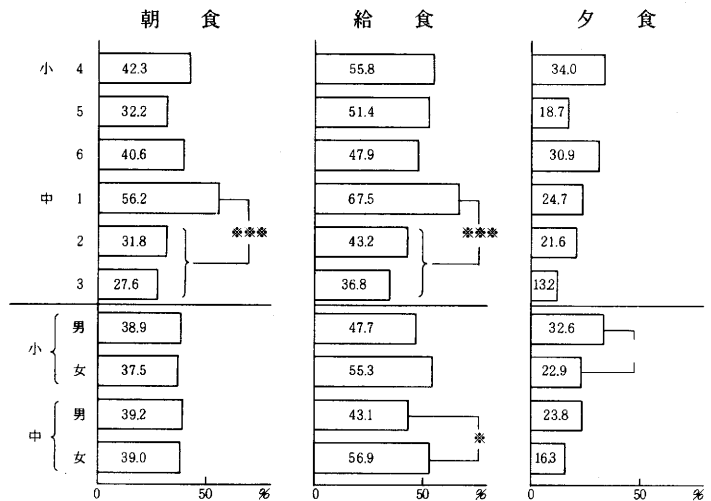 朝食 給食 夕食
小 4 42.3 55.8 34.0
5 32.2 51.4 18.7
6 40.6 47.9 30.9
中 1 56.2 67.5 24.7
※※※ ※※※
2 31.8 43.2 21.6
3 27.6 36.8 13.2
小 男 38.9 47.7 32.6
女 37.5 55.3 22.9
中 男 39.2 43.1 23.8
※
女 39.0 56.9 16.3
0 50 % 0 50 % 0 50 %